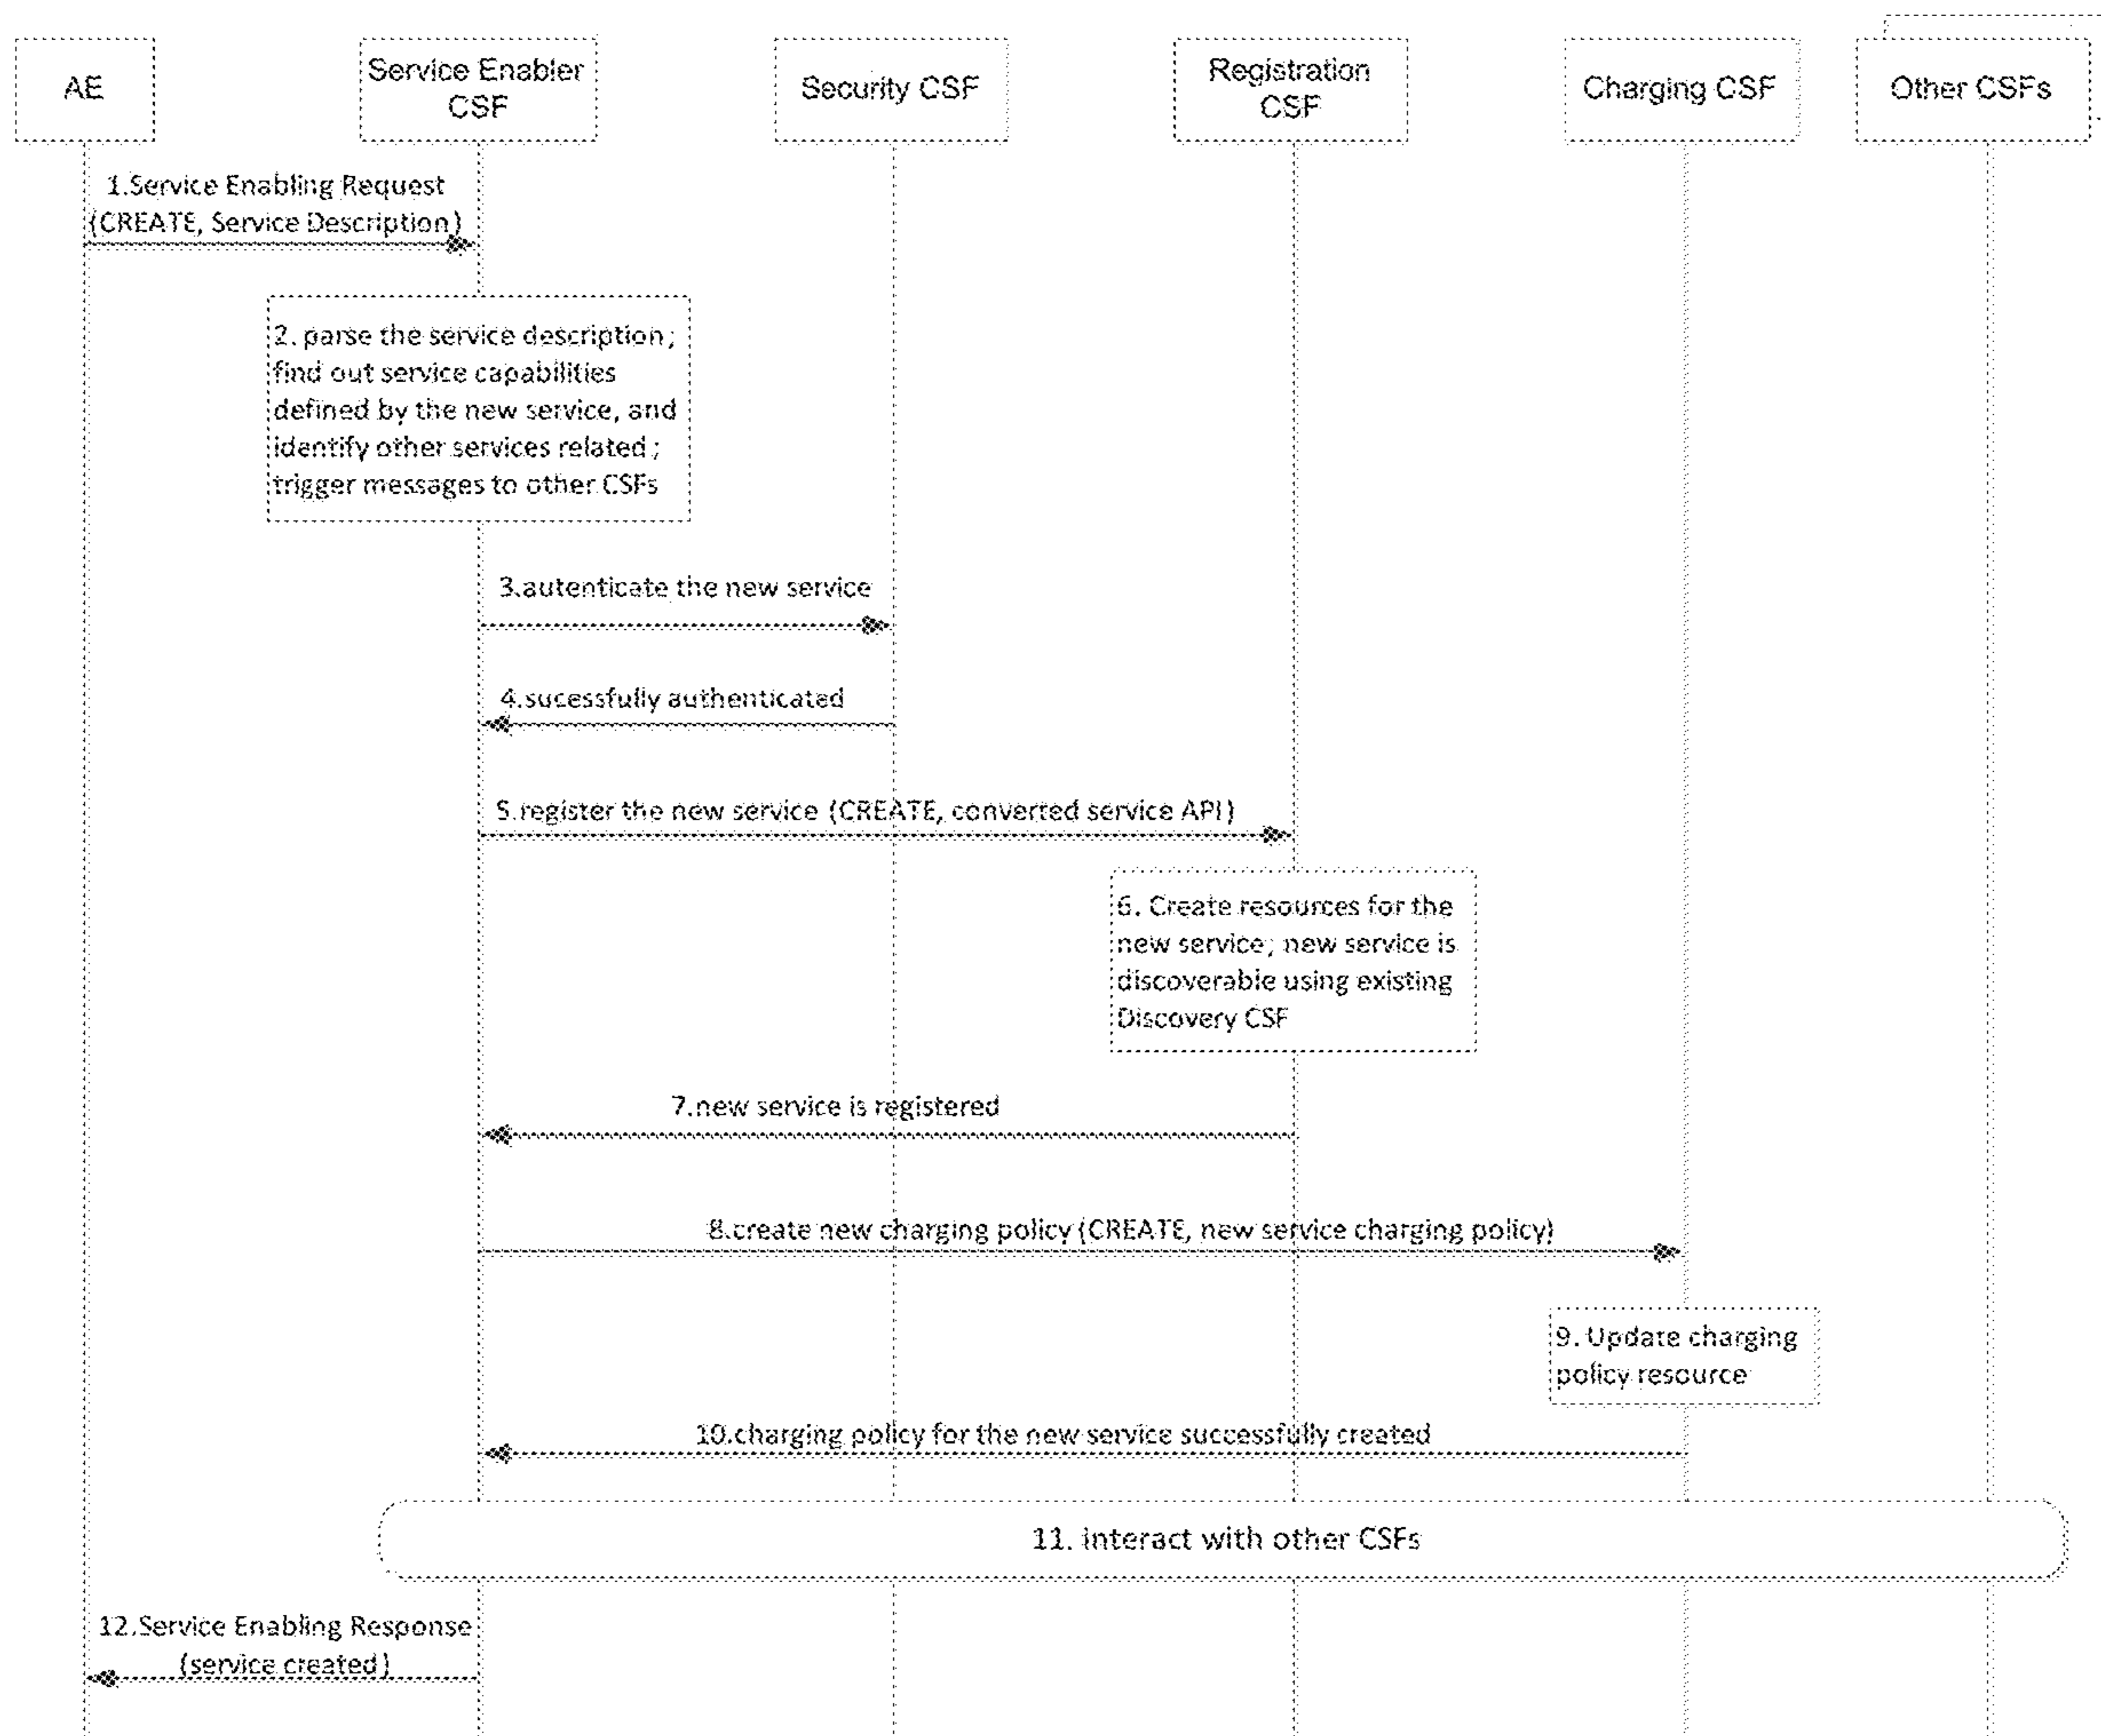 AE
Service Enabler
CSF
Security CSF
Registration
CSF
Charging CSF
Other CSFs
1.Service Enabling Request
(CREATE, Service Description)
2. parse the service description;
find out service capabilities
defined by the new service, and
identify other services related;
trigger messages to other CSFs
3.autenticate the new service
4.sucessfully authenticated
5.register the new service (CREATE, converted service API)
6. Create resources for the
new service; new service is
discoverable using existing
Discovery CSF
7.new service is registered
8.create new charging policy (CREATE, new service charging policy)
9. Update charging
policy resource
10.charging policy for the new service successfully created
11. interact with other CSFs
12.Service Enabling Response
(service created)